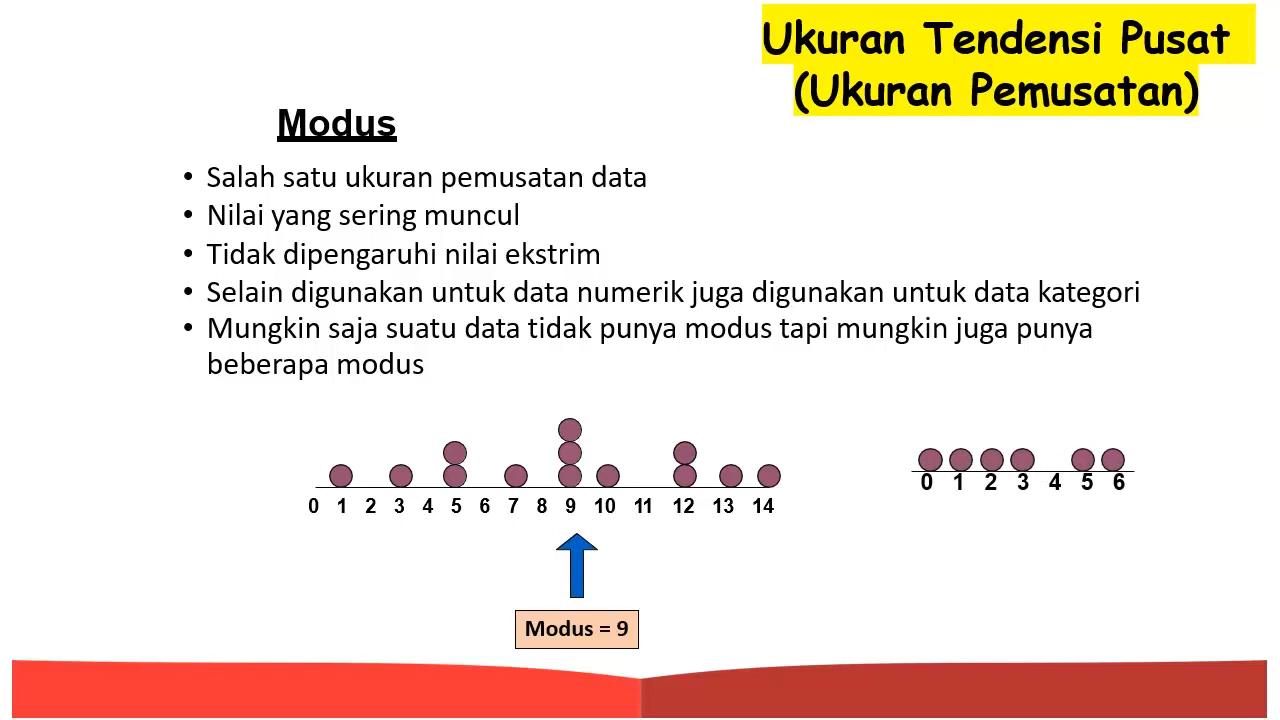 Ukuran Tendensi Pusat
(Ukuran Pemusatan)
Modus
• Salah satu ukuran pemusatan data
• Nilai yang sering muncul
• Tidak dipengaruhi nilai ekstrim
• Selain digunakan untuk data numerik juga digunakan untuk data kategori
• Mungkin saja suatu data tidak punya modus tapi mungkin juga punya
beberapa modus
0 1 2 3 4 5 6 7 8 9 10 11 12 13 14
0 1 2 3 4 5 6
Modus = 9